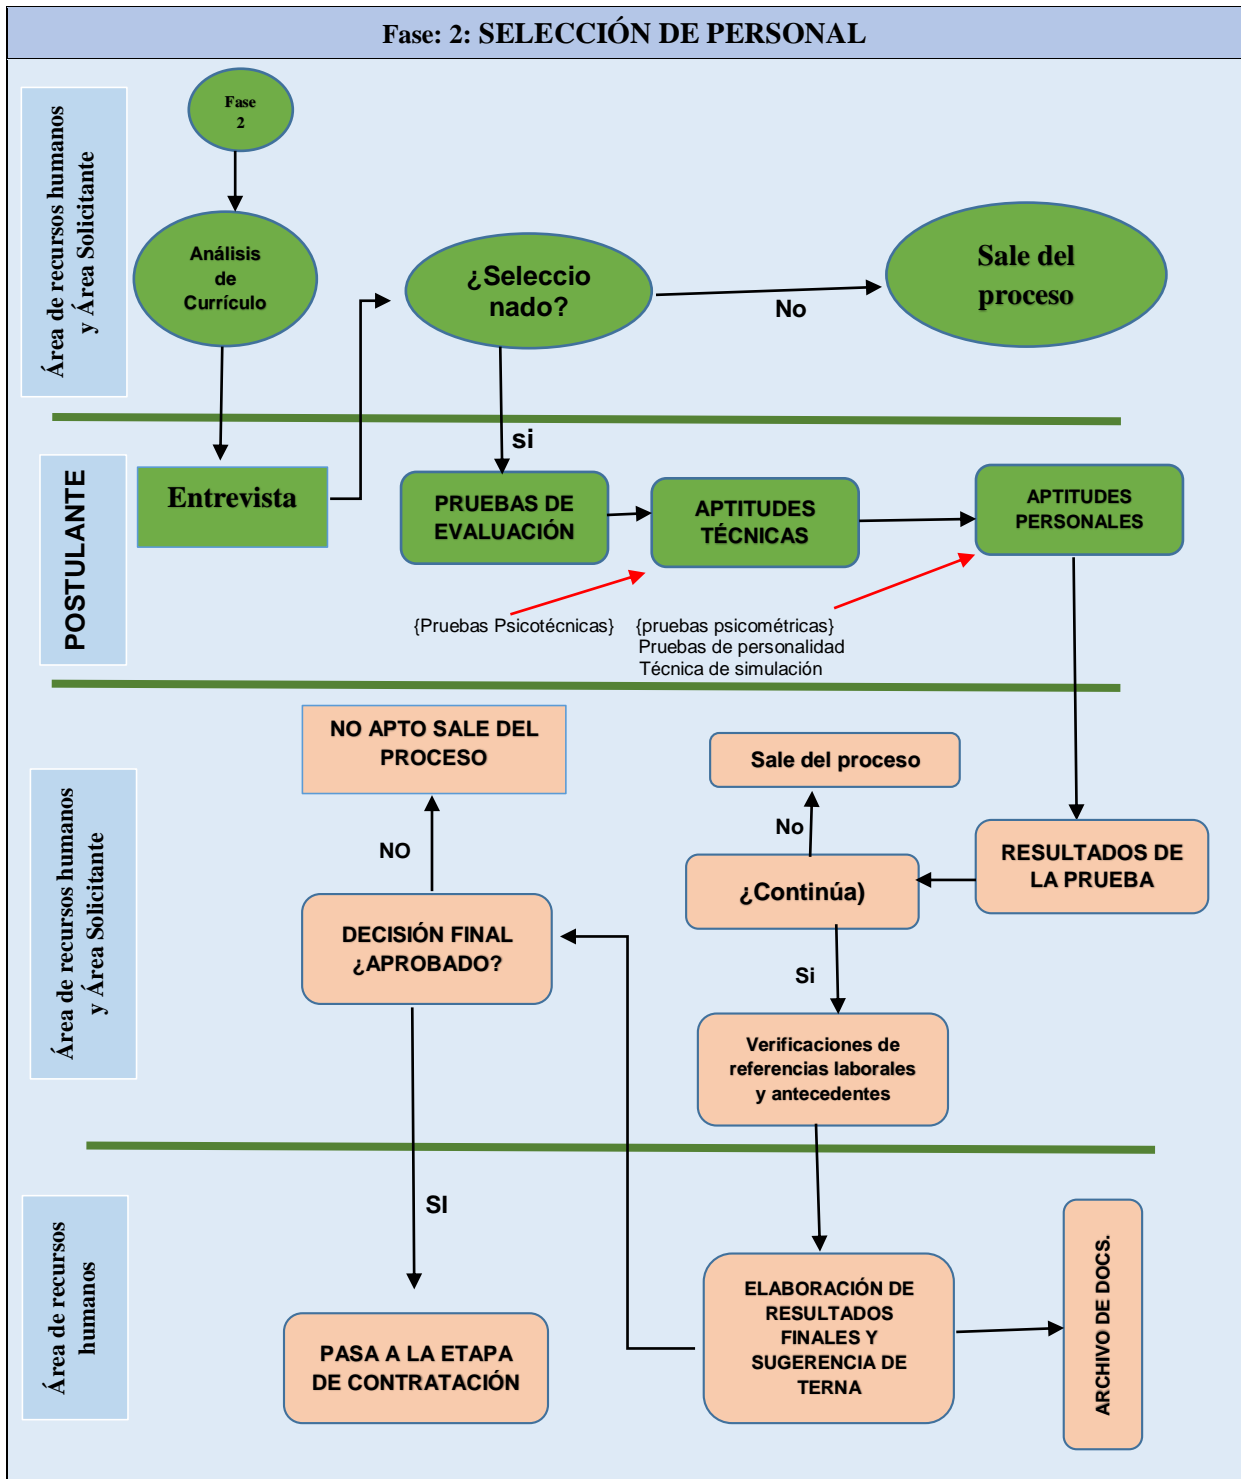 Fase: 2: SELECCIÓN DE PERSONAL
Área de recursos humanos
y Área Solicitante
Fase
2
Análisis
de
Currículo
¿Seleccio
nado?
No
Sale del
proceso
si
POSTULANTE
Entrevista
PRUEBAS DE
EVALUACIÓN
APTITUDES
TÉCNICAS
APTITUDES
PERSONALES
{Pruebas Psicotécnicas}
{pruebas psicométricas}
Pruebas de personalidad
Técnica de simulación
Área de recursos humanos
y Área Solicitante
NO APTO SALE DEL
PROCESO
Sale del proceso
NO
No
RESULTADOS DE
LA PRUEBA
¿Continúa)
DECISIÓN FINAL
¿APROBADO?
Si
Verificaciones de
referencias laborales
y antecedentes
Área de recursos
humanos
SI
PASA A LA ETAPA
DE CONTRATACIÓN
ELABORACIÓN DE
RESULTADOS
FINALES Y
SUGERENCIA DE
TERNA
ARCHIVO DE DOCS.